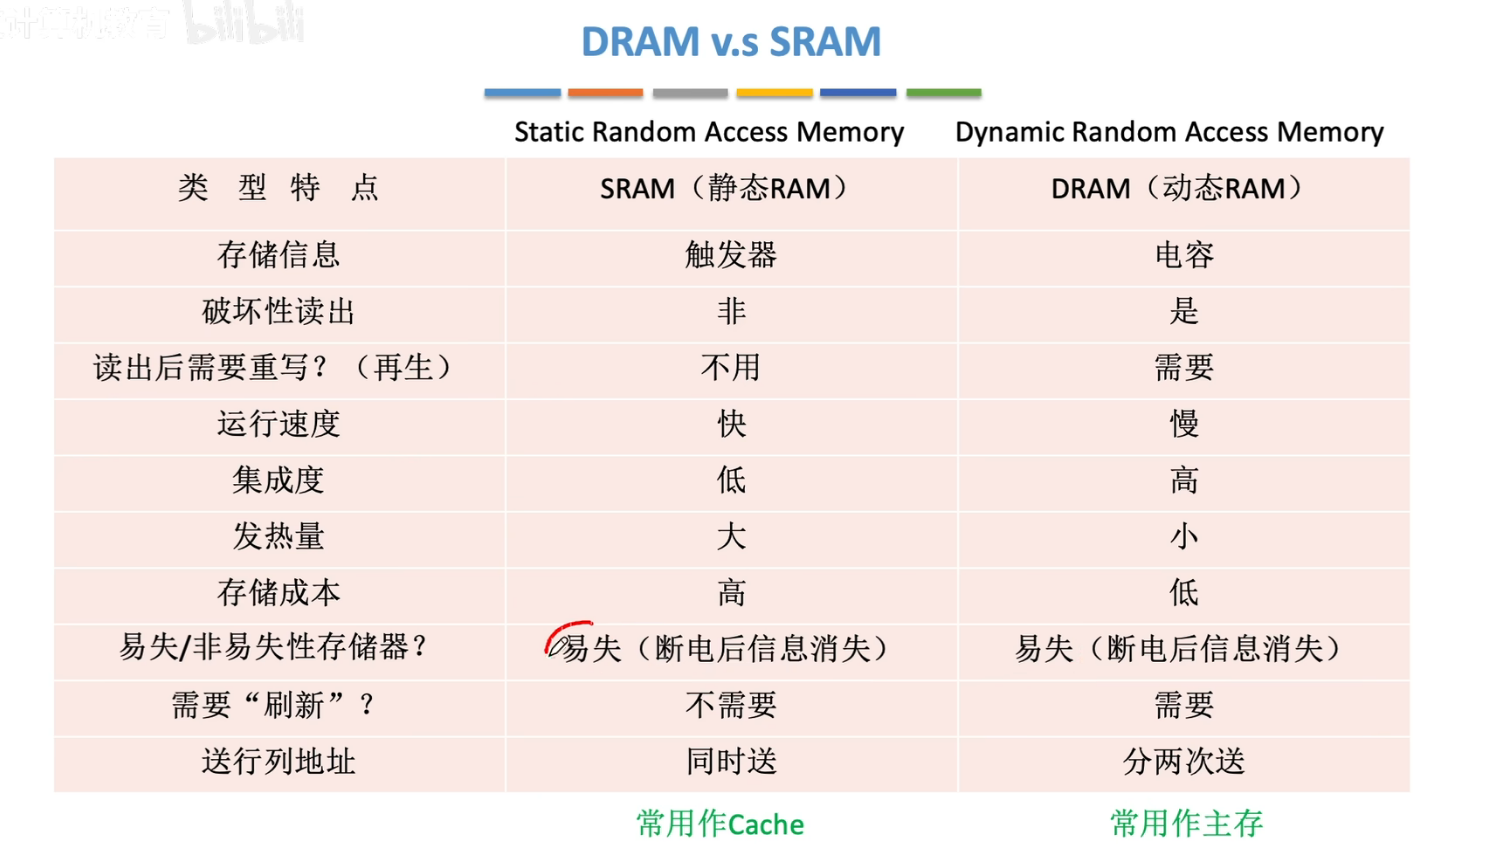 计算机教育 bilibili
DRAM v.s SRAM
Static Random Access Memory Dynamic Random Access Memory
类 型 特 点 SRAM（静态RAM） DRAM（动态RAM）
存储信息 触发器 电容
破坏性读出 非 是
读出后需要重写？（再生） 不用 需要
运行速度 快 慢
集成度 低 高
发热量 大 小
存储成本 高 低
易失/非易失性存储器？ 易失（断电后信息消失） 易失（断电后信息消失）
需要“刷新”？ 不需要 需要
送行列地址 同时送 分两次送
常用作Cache 常用作主存